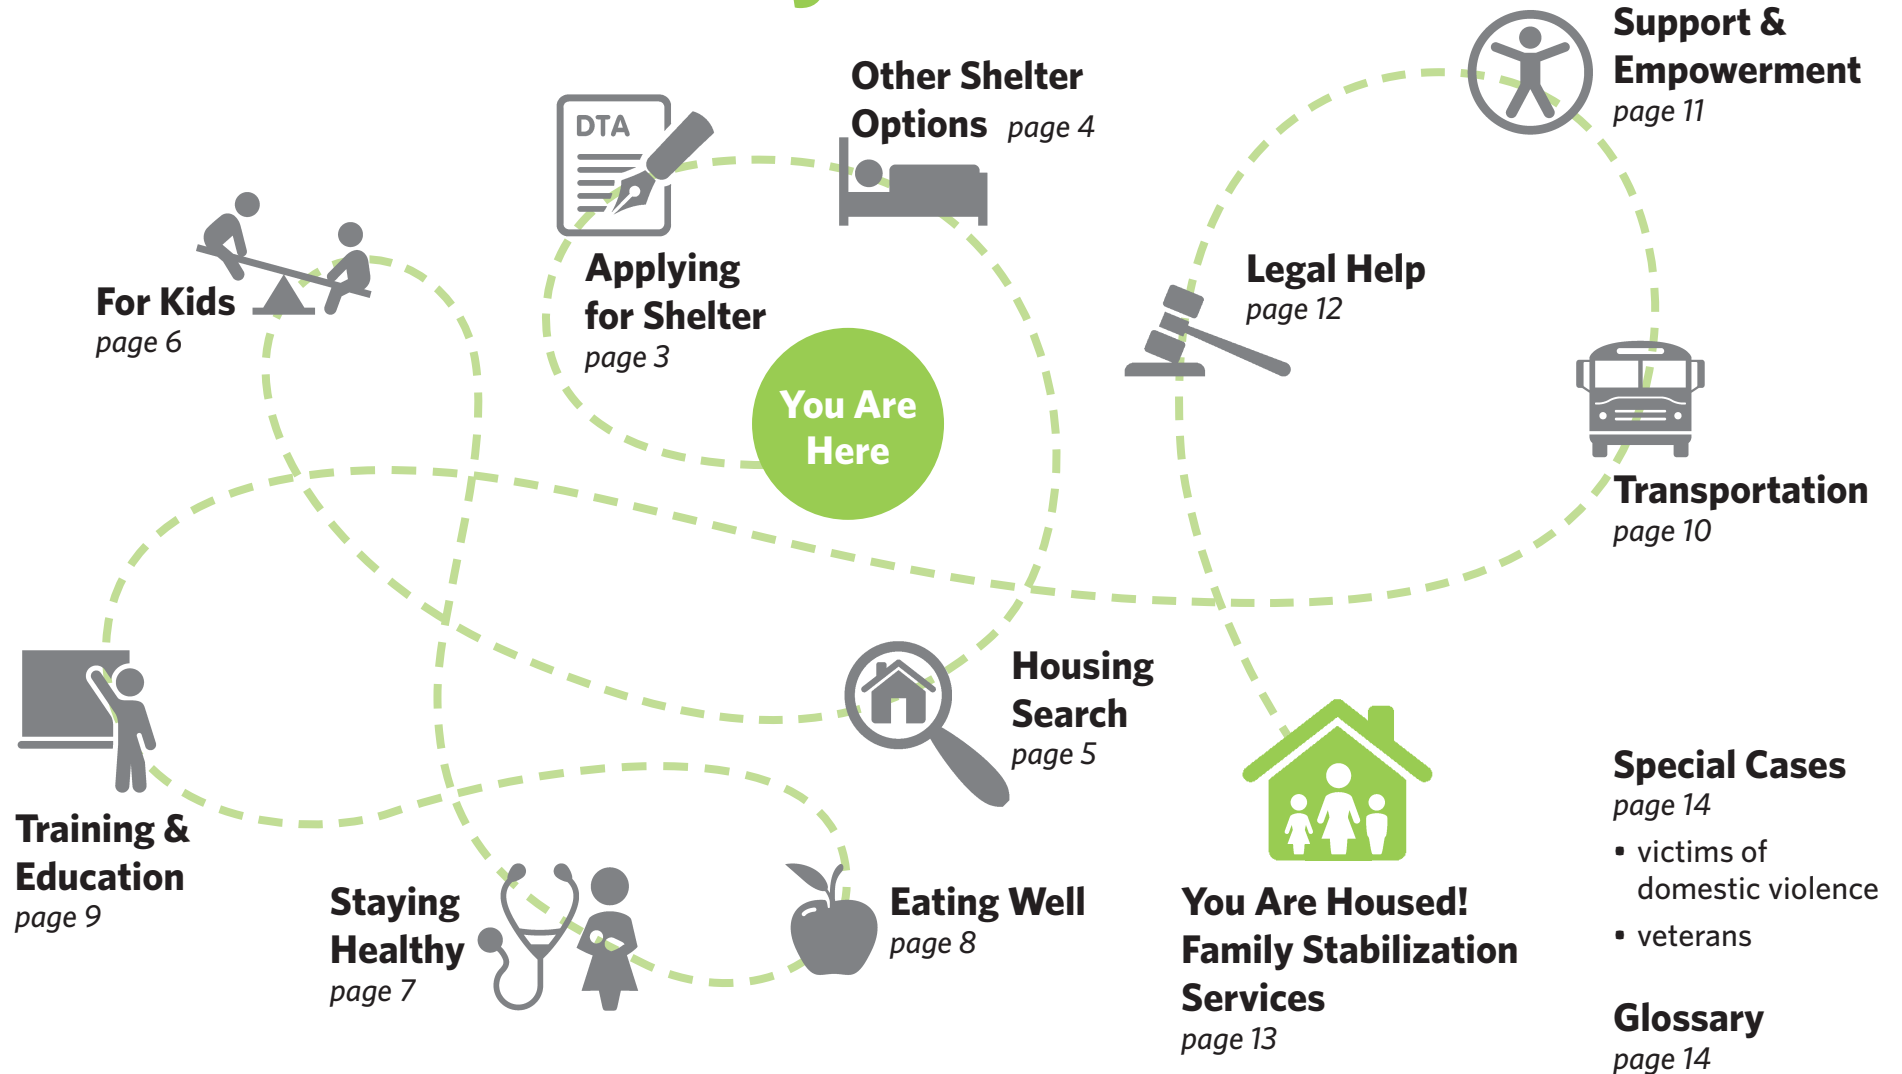 Support &
Empowerment
page 11
Other Shelter
Options page 4
DTA
Applying
for Shelter
page 3
For Kids
page 6
Legal Help
page 12
You Are
Here
Transportation
page 10
Housing
Search
page 5
Training &
Education
page 9
Staying
Healthy
page 7
Eating Well
page 8
You Are Housed!
Family Stabilization
Services
page 13
Special Cases
page 14
• victims of
domestic violence
• veterans
Glossary
page 14